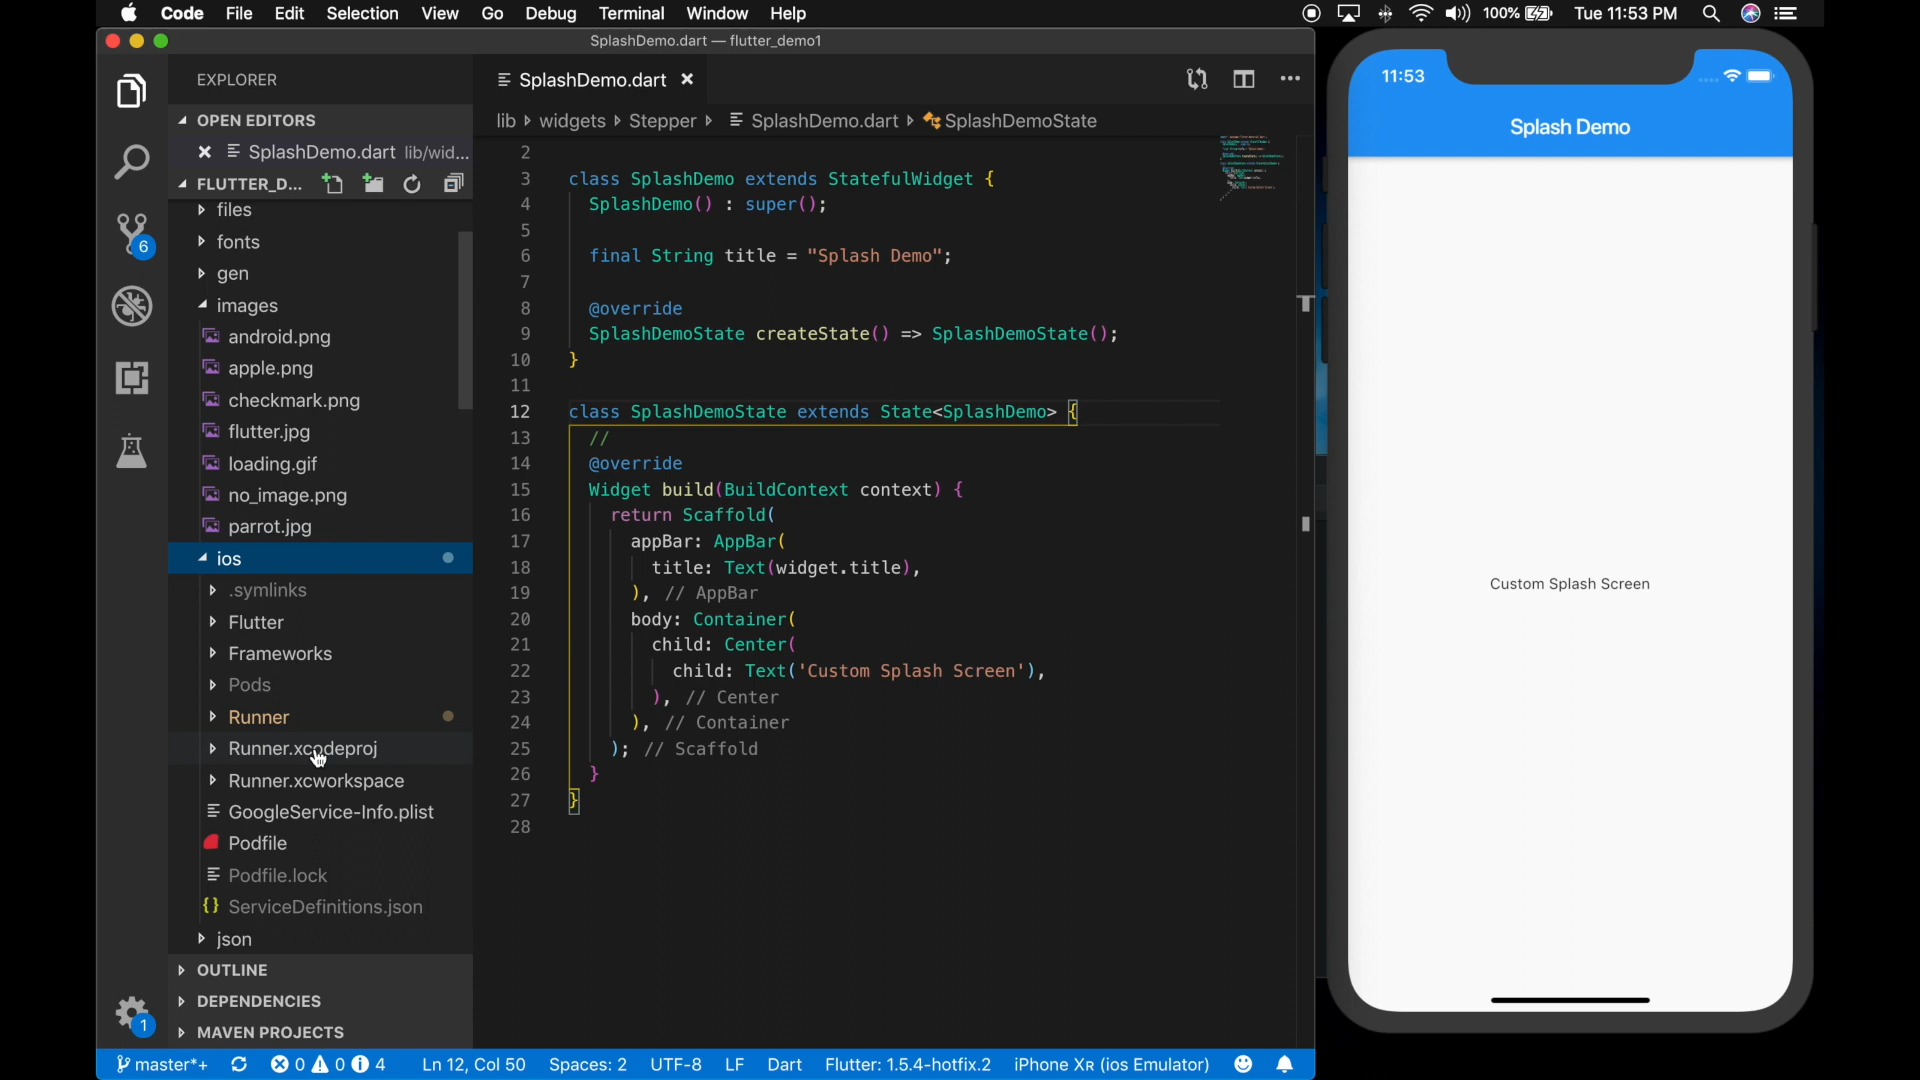 Code File Edit Selection View Go Debug Terminal Window Help
100% Tue 11:53 PM
SplashDemo.dart — flutter_demo1
EXPLORER
OPEN EDITORS
SplashDemo.dart lib/wid...
FLUTTER_D...
files
fonts
gen
images
android.png
apple.png
checkmark.png
flutter.jpg
loading.gif
no_image.png
parrot.jpg
ios
.symlinks
Flutter
Frameworks
Pods
Runner
Runner.xcodeproj
Runner.xcworkspace
GoogleService-Info.plist
Podfile
Podfile.lock
ServiceDefinitions.json
json
OUTLINE
DEPENDENCIES
MAVEN PROJECTS
6
1
SplashDemo.dart
lib widgets Stepper SplashDemo.dart SplashDemoState
2
3 class SplashDemo extends StatefulWidget {
4 SplashDemo() : super();
5
6 final String title = "Splash Demo";
7
8 @override
9 SplashDemoState createState() => SplashDemoState();
10 }
11
12 class SplashDemoState extends State<SplashDemo> {
13 //
14 @override
15 Widget build(BuildContext context) {
16 return Scaffold(
17 appBar: AppBar(
18 title: Text(widget.title),
19 ), // AppBar
20 body: Container(
21 child: Center(
22 child: Text('Custom Splash Screen'),
23 ), // Center
24 ), // Container
25 ); // Scaffold
26 }
27 }
28
master*+ 0 0 4 Ln 12, Col 50 Spaces: 2 UTF-8 LF Dart Flutter: 1.5.4-hotfix.2 iPhone XR (ios Emulator)
11:53
Splash Demo
Custom Splash Screen